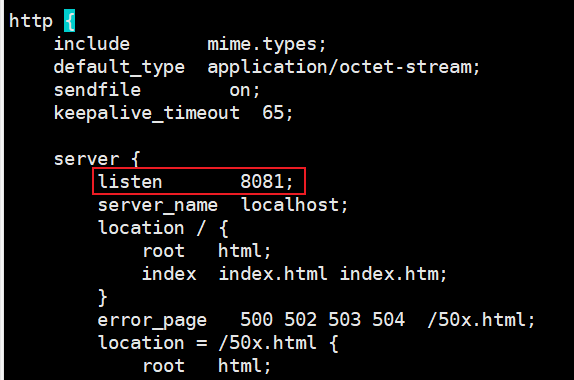 http {
    include       mime.types;
    default_type  application/octet-stream;
    sendfile        on;
    keepalive_timeout  65;
    server {
        listen       8081;
        server_name  localhost;
        location / {
            root   html;
            index  index.html index.htm;
        }
        error_page   500 502 503 504  /50x.html;
        location = /50x.html {
            root   html;